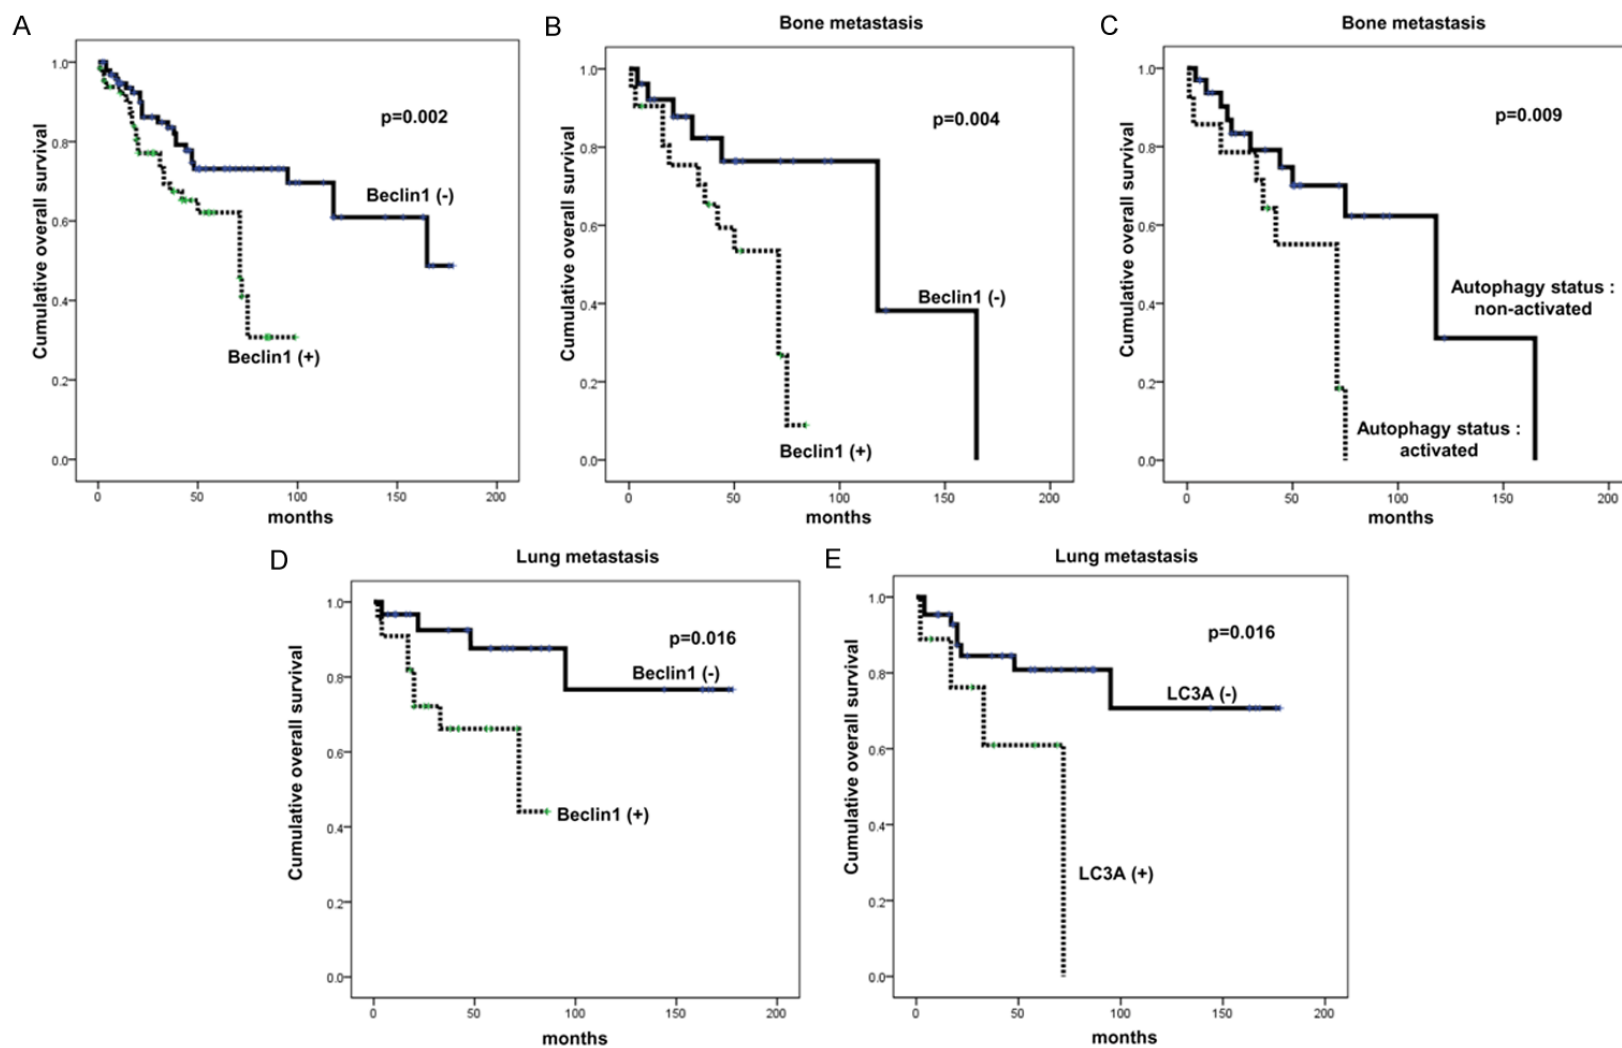 A
Cumulative overall survival
1.0
0.8
0.6
0.4
0.2
0.0
p=0.002
Beclin1 (-)
Beclin1 (+)
0 50 100 150 200
months
B
Bone metastasis
Cumulative overall survival
1.0
0.8
0.6
0.4
0.2
0.0
p=0.004
Beclin1 (-)
Beclin1 (+)
0 50 100 150 200
months
C
Bone metastasis
Cumulative overall survival
1.0
0.8
0.6
0.4
0.2
0.0
p=0.009
Autophagy status :
non-activated
Autophagy status :
activated
0 50 100 150 200
months
D
Lung metastasis
Cumulative overall survival
1.0
0.8
0.6
0.4
0.2
0.0
p=0.016
Beclin1 (-)
Beclin1 (+)
0 50 100 150 200
months
E
Lung metastasis
Cumulative overall survival
1.0
0.8
0.6
0.4
0.2
0.0
p=0.016
LC3A (-)
LC3A (+)
0 50 100 150 200
months